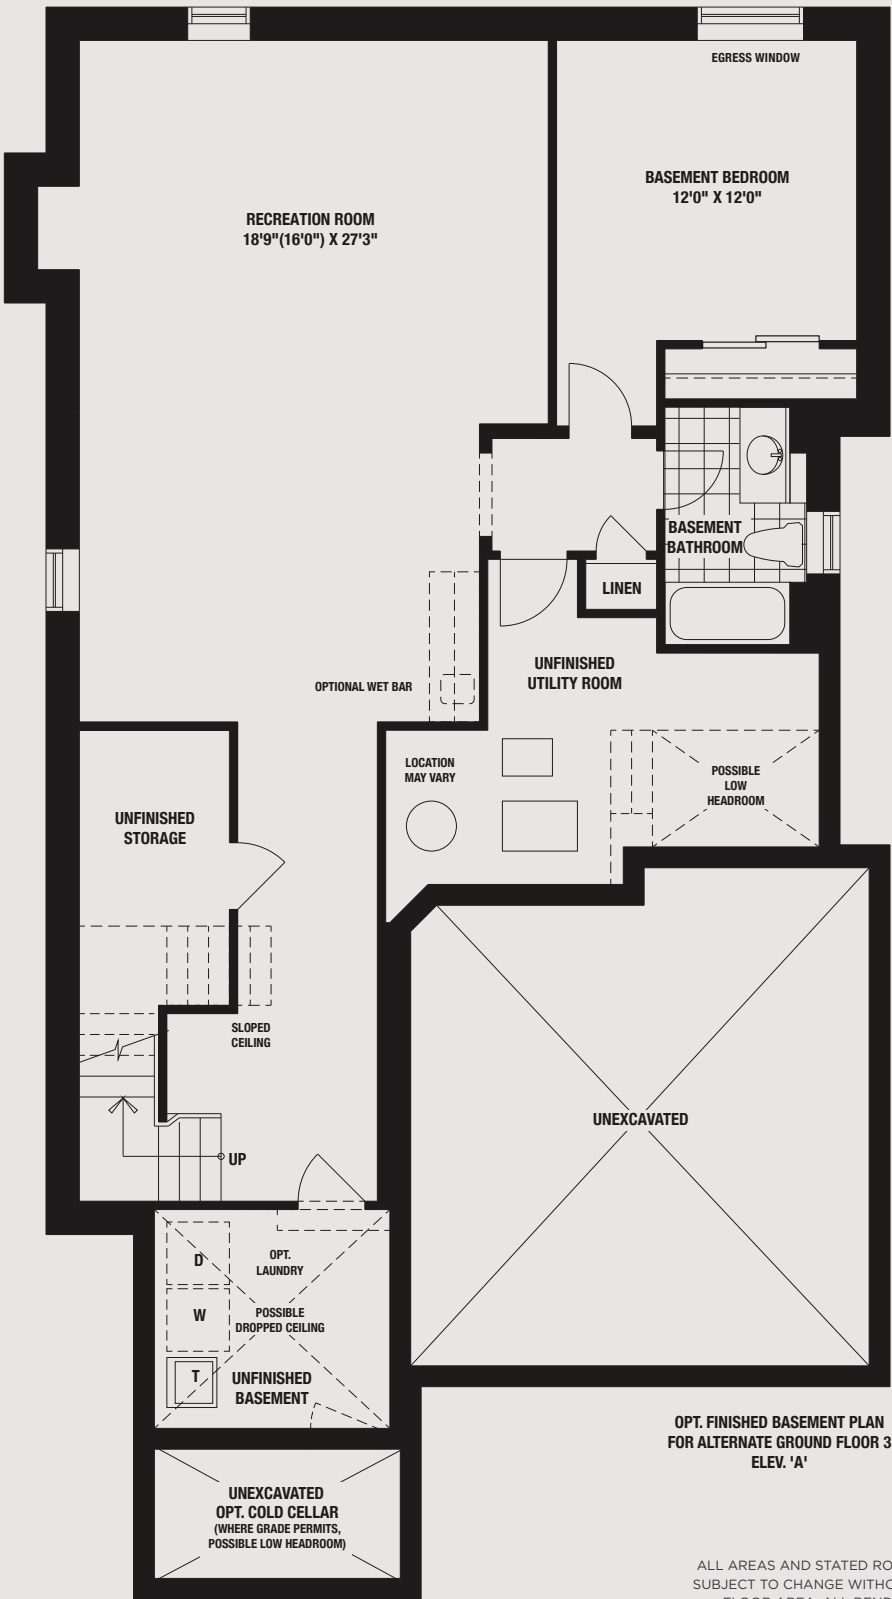 EGRESS WINDOW
BASEMENT BEDROOM
12'0" X 12'0"
RECREATION ROOM
18'9"(16'0") X 27'3"
BASEMENT
BATHROOM
LINEN
UNFINISHED
UTILITY ROOM
OPTIONAL WET BAR
LOCATION
MAY VARY
POSSIBLE
LOW
HEADROOM
UNFINISHED
STORAGE
SLOPED
CEILING
UNEXCAVATED
UP
D
OPT.
LAUNDRY
W
POSSIBLE
DROPPED CEILING
T
UNFINISHED
BASEMENT
OPT. FINISHED BASEMENT PLAN
FOR ALTERNATE GROUND FLOOR 3
ELEV. 'A'
UNEXCAVATED
OPT. COLD CELLAR
(WHERE GRADE PERMITS,
POSSIBLE LOW HEADROOM)
ALL AREAS AND STATED RO
SUBJECT TO CHANGE WITHO